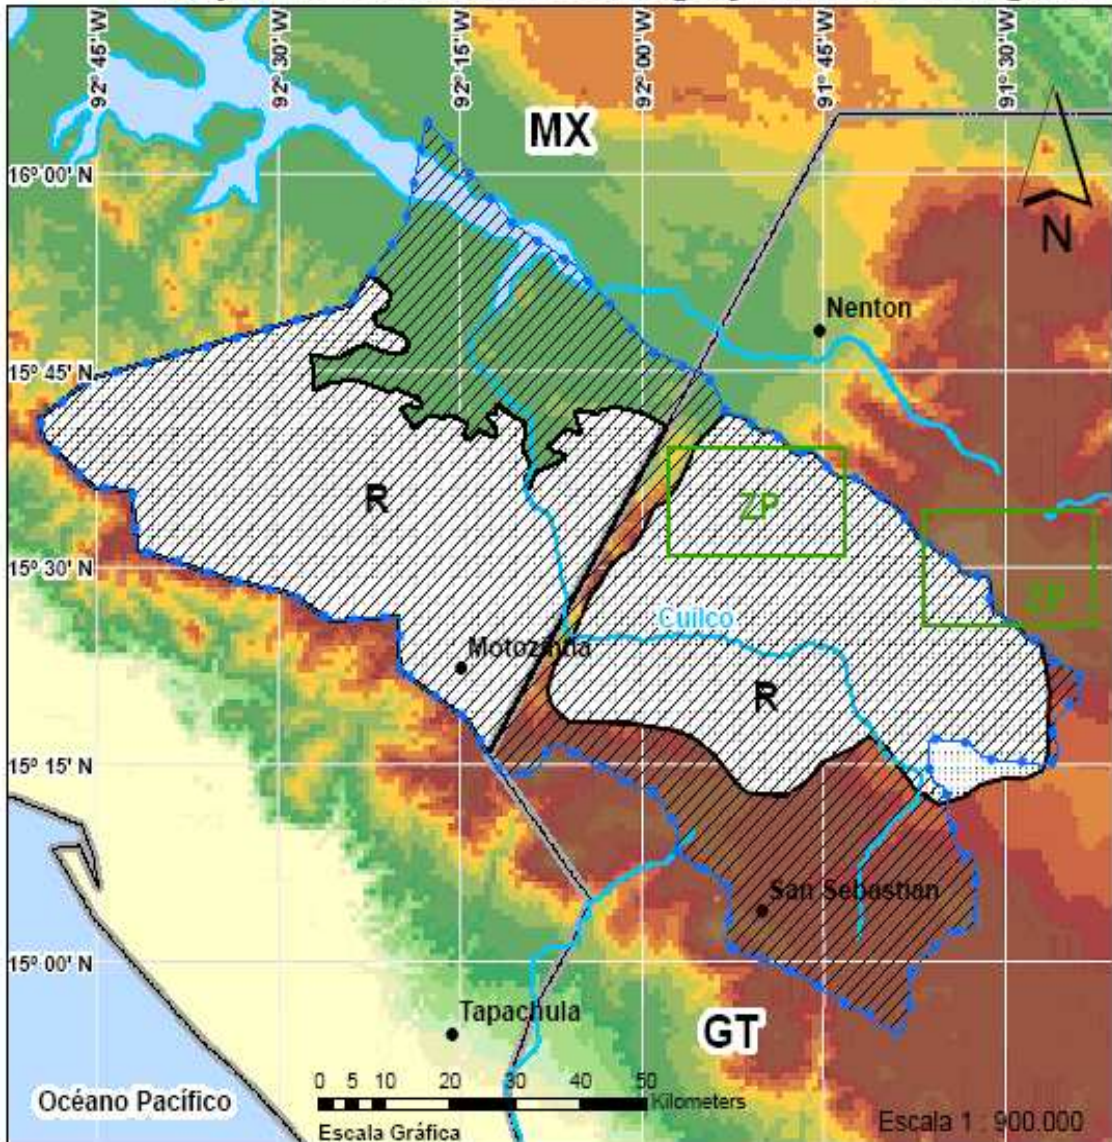 92° 45' W
92° 30' W
92° 15' W
92° 00' W
91° 45' W
91° 30' W
MX
16° 00' N
N
Nenton
15° 45' N
R
ZP
ZP
15° 30' N
Cuilco
Motozinda
R
15° 15' N
San Sebastian
15° 00' N
Tapachula
GT
0 5 10 20 30 40 50
Kilometers
Océano Pacífico
Escala Gráfica
Escala 1 : 900.000